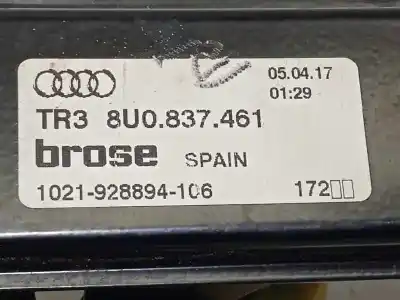 05.04.17
01:29
TR3 8U0.837.461
brose SPAIN
1021-928894-106 172